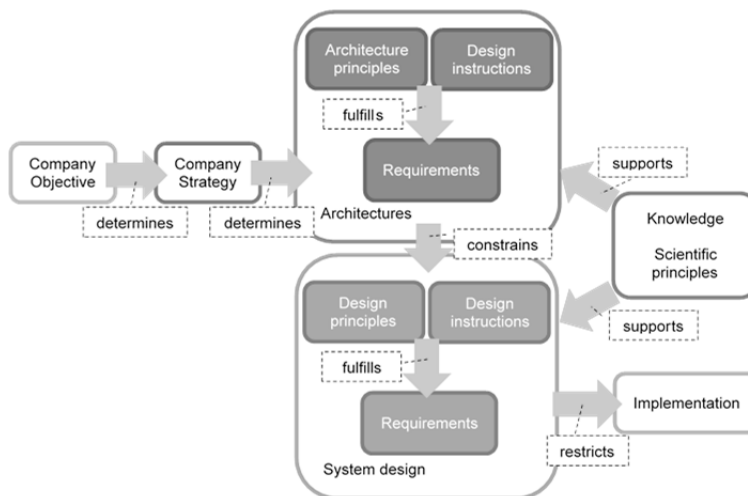 Architecture
principles
Design
instructions
fulfills
Company
Objective
Company
Strategy
Requirements
supports
determines
determines
Architectures
Knowledge
Scientific
principles
constrains
Design
principles
Design
instructions
supports
fulfills
Requirements
Implementation
restricts
System design